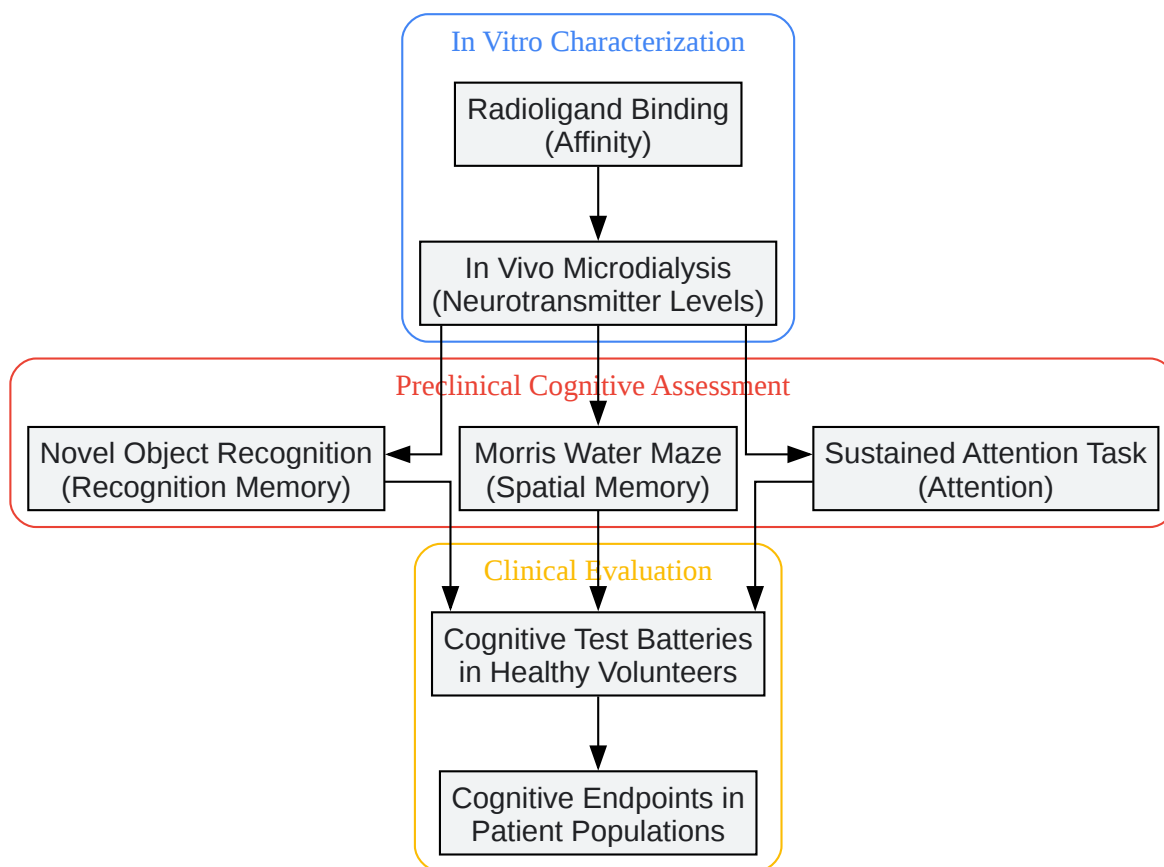 In Vitro Characterization
Radioligand Binding
(Affinity)
In Vivo Microdialysis
(Neurotransmitter Levels)
Preclinical Cognitive Assessment
Novel Object Recognition
(Recognition Memory)
Morris Water Maze
(Spatial Memory)
Sustained Attention Task
(Attention)
Clinical Evaluation
Cognitive Test Batteries
in Healthy Volunteers
Cognitive Endpoints in
Patient Populations